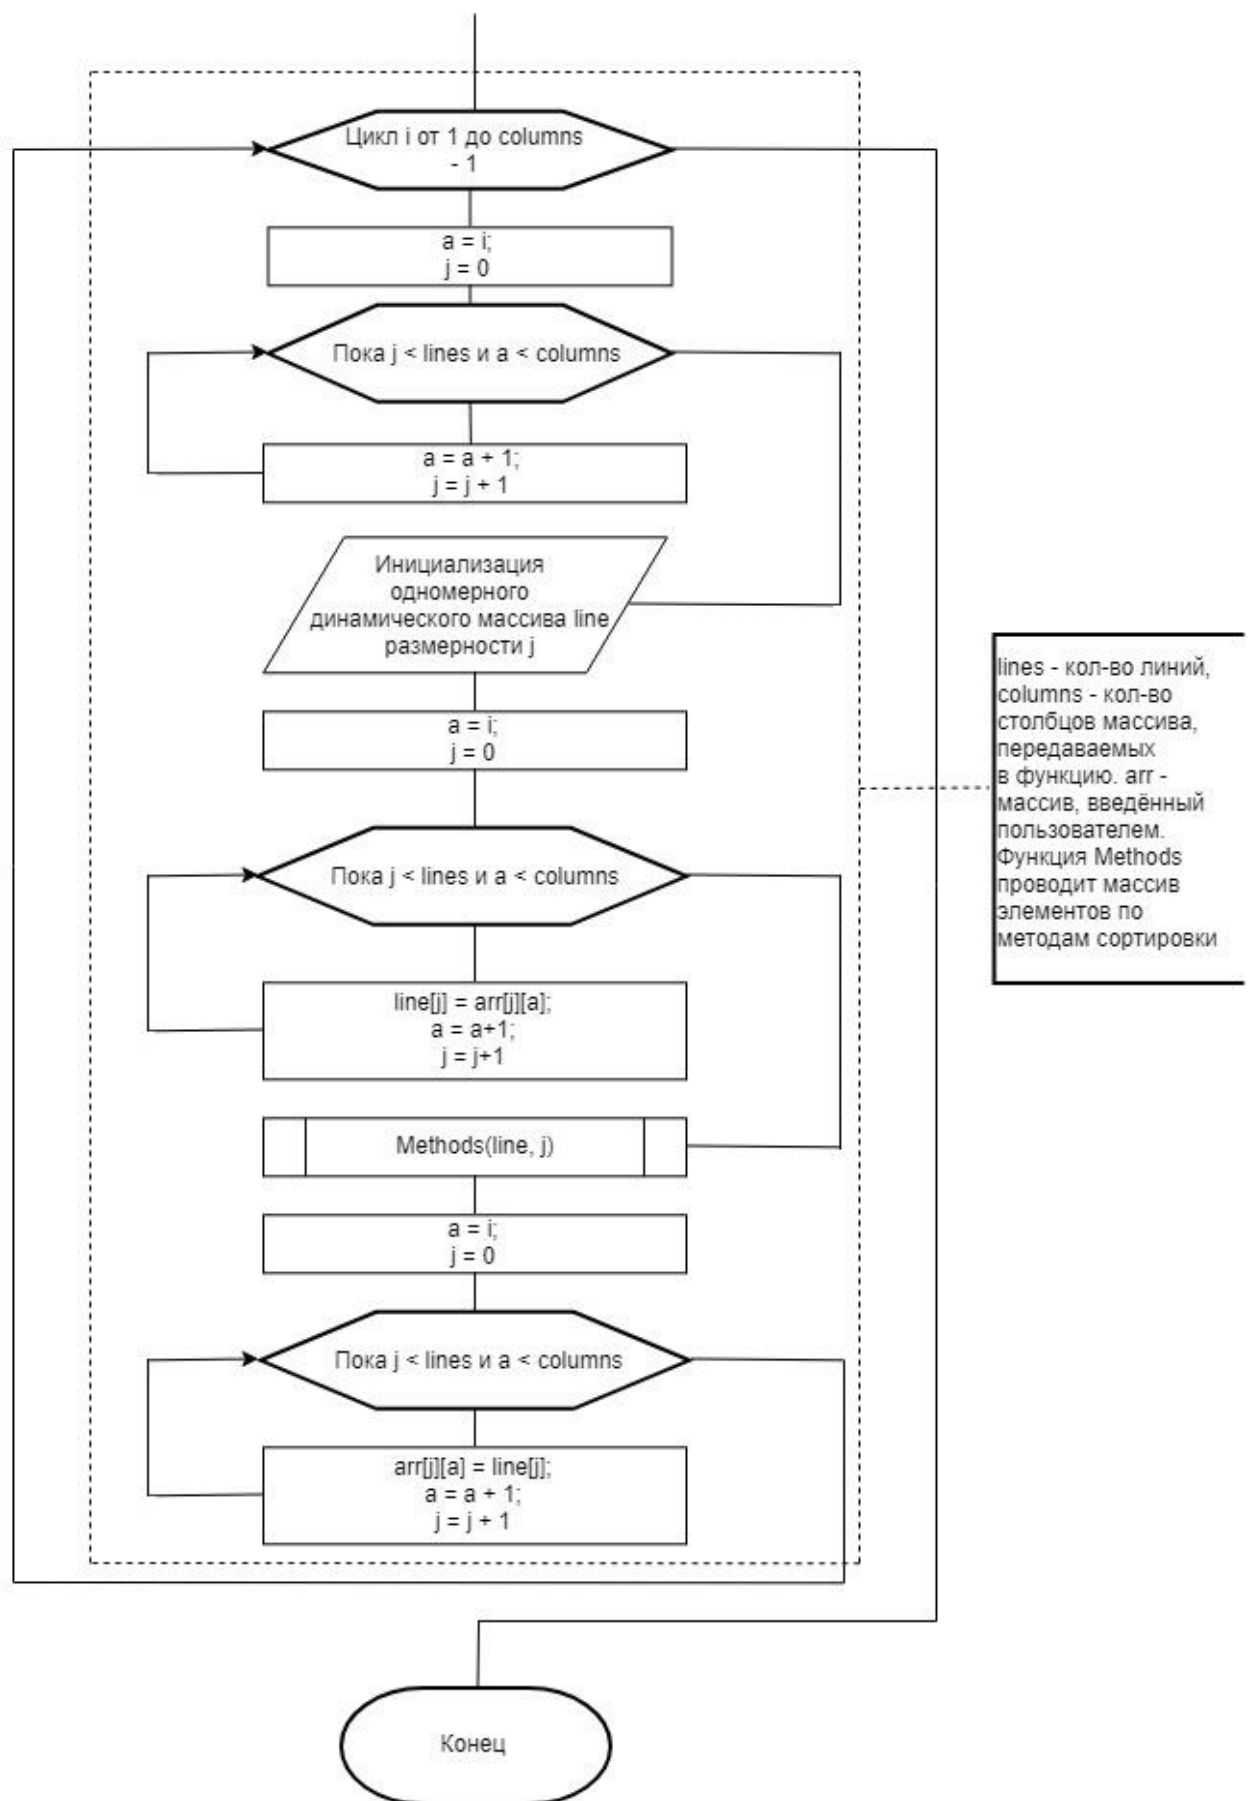 Цикл i от 1 до columns
- 1
a = i;
j = 0
Пока j < lines и a < columns
a = a + 1;
j = j + 1
Инициализация
одномерного
динамического массива line
размерности j
a = i;
j = 0
Пока j < lines и a < columns
line[j] = arr[j][a];
a = a+1;
j = j+1
Methods(line, j)
a = i;
j = 0
Пока j < lines и a < columns
arr[j][a] = line[j];
a = a + 1;
j = j + 1
Конец
lines - кол-во линий,
columns - кол-во
столбцов массива,
передаваемых
в функцию. arr -
массив, введённый
пользователем.
Функция Methods
проводит массив
элементов по
методам сортировки